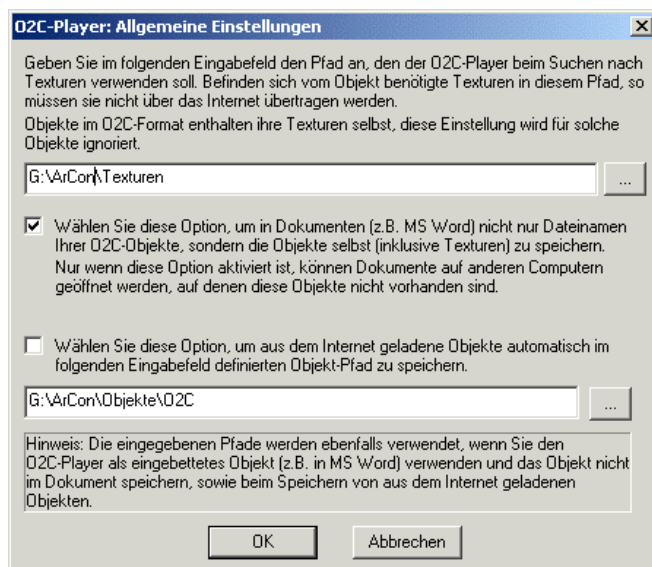 O2C-Player: Allgemeine Einstellungen
Geben Sie im folgenden Eingabefeld den Pfad an, den der O2C-Player beim Suchen nach
Texturen verwenden soll. Befinden sich vom Objekt benötigte Texturen in diesem Pfad, so
müssen sie nicht über das Internet übertragen werden.
Objekte im O2C-Format enthalten ihre Texturen selbst, diese Einstellung wird für solche
Objekte ignoriert.
G:\ArCon\Texturen
...
Wählen Sie diese Option, um in Dokumenten (z.B. MS Word) nicht nur Dateinamen
Ihrer O2C-Objekte, sondern die Objekte selbst (inklusive Texturen) zu speichern.
Nur wenn diese Option aktiviert ist, können Dokumente auf anderen Computern
geöffnet werden, auf denen diese Objekte nicht vorhanden sind.
Wählen Sie diese Option, um aus dem Internet geladene Objekte automatisch im
folgenden Eingabefeld definierten Objekt-Pfad zu speichern.
G:\ArCon\Objekte\O2C
...
Hinweis: Die eingegebenen Pfade werden ebenfalls verwendet, wenn Sie den
O2C-Player als eingebettetes Objekt (z.B. in MS Word) verwenden und das Objekt nicht
im Dokument speichern, sowie beim Speichern von aus dem Internet geladenen
Objekten.
OK
Abbrechen